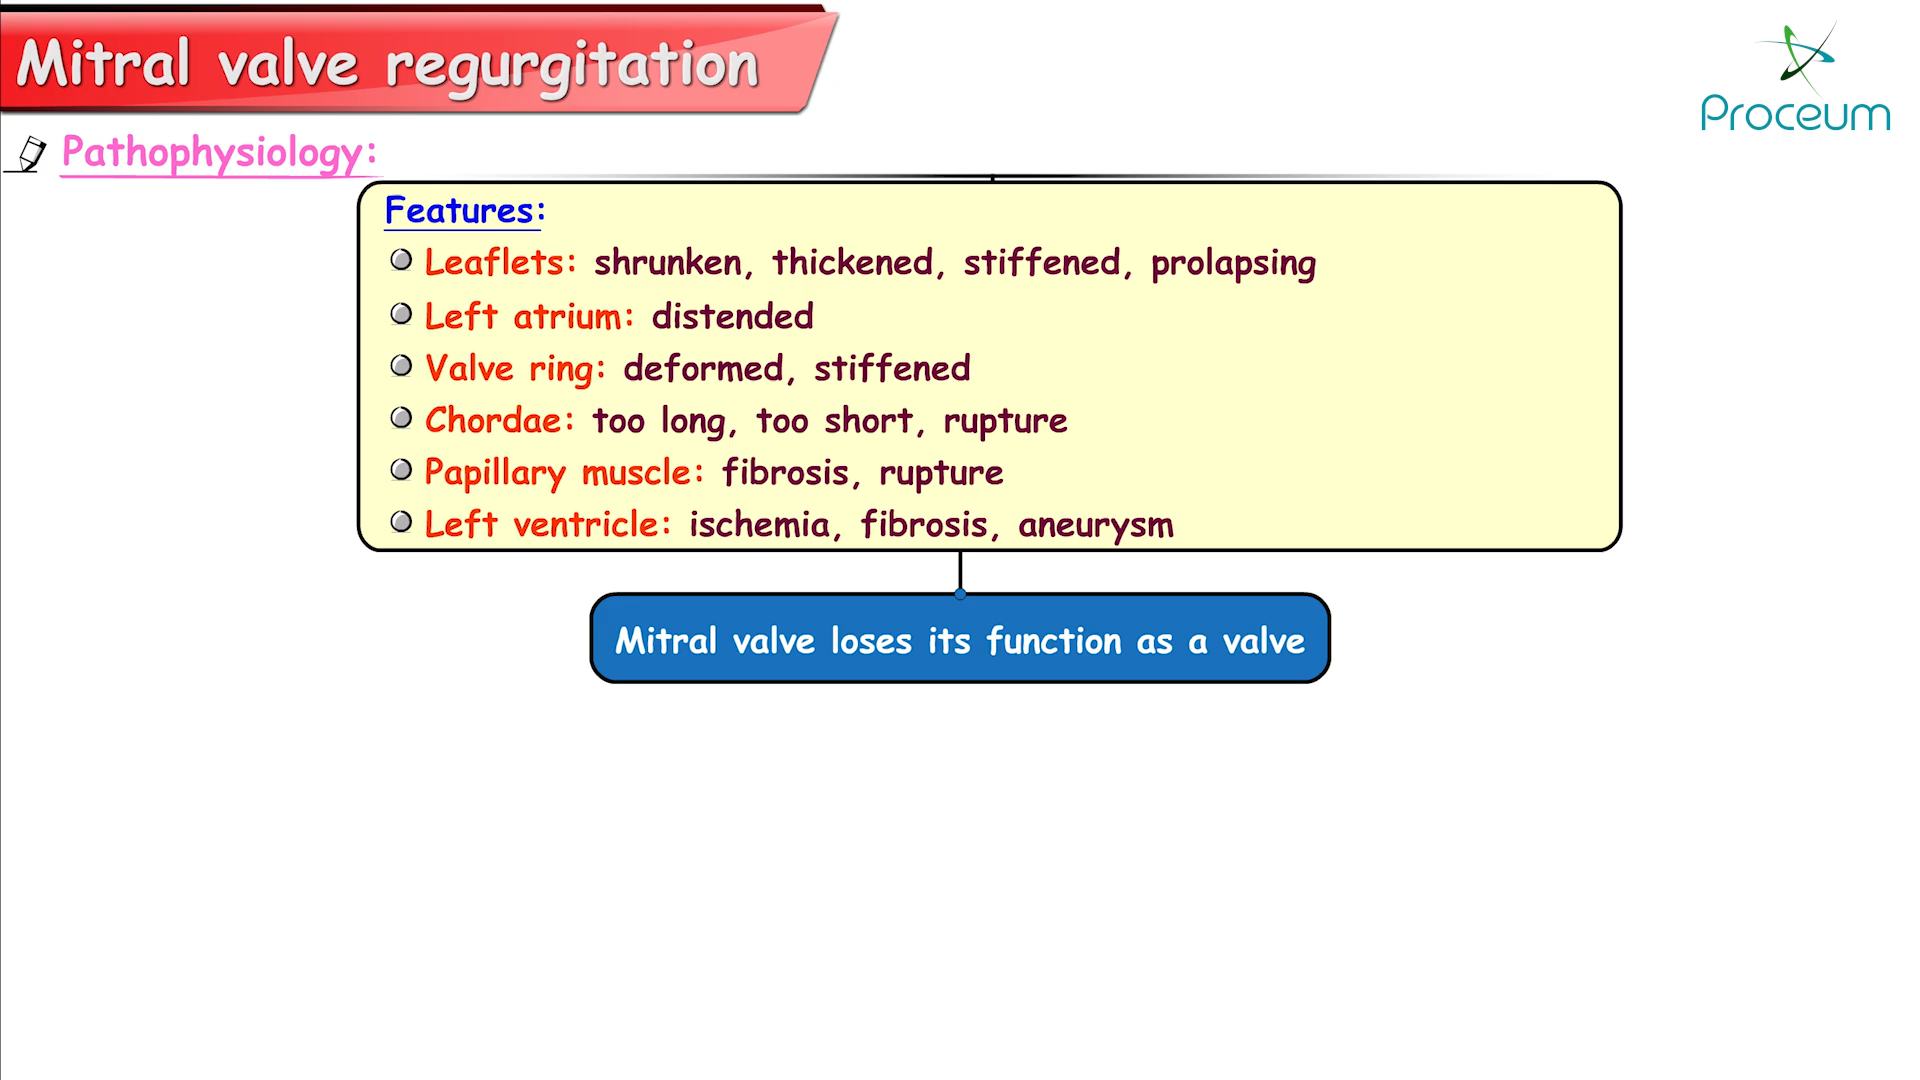 Mitral valve regurgitation
Proceum
Pathophysiology:
Features:
Leaflets: shrunken, thickened, stiffened, prolapsing
Left atrium: distended
Valve ring: deformed, stiffened
Chordae: too long, too short, rupture
Papillary muscle: fibrosis, rupture
Left ventricle: ischemia, fibrosis, aneurysm
Mitral valve loses its function as a valve